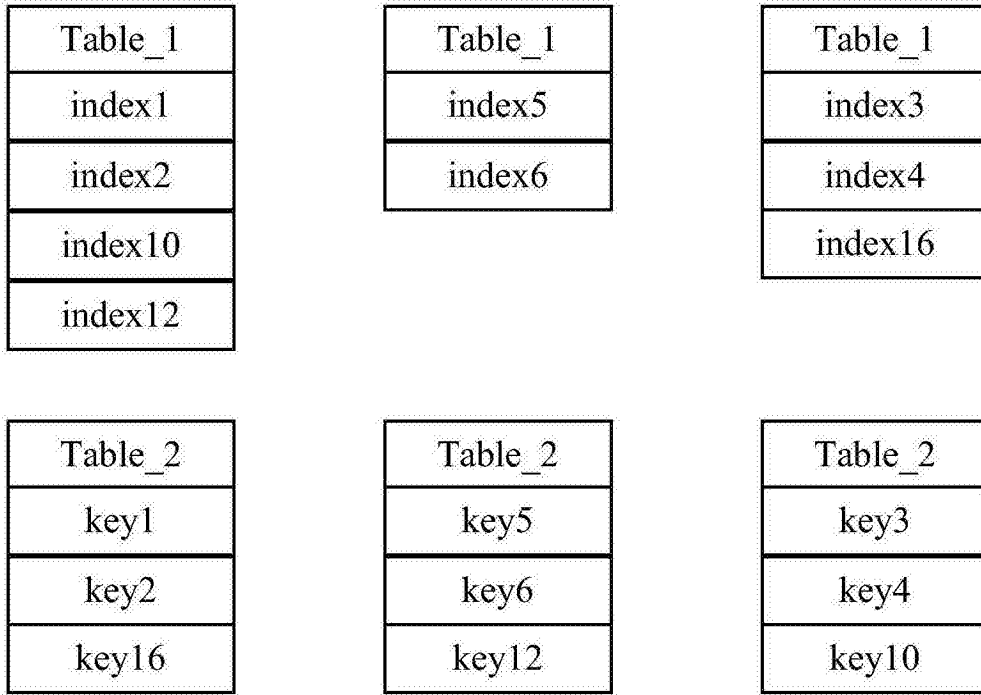 Table_1
index1
index2
index10
index12
Table_1
index5
index6
Table_1
index3
index4
index16
Table_2
key1
key2
key16
Table_2
key5
key6
key12
Table_2
key3
key4
key10